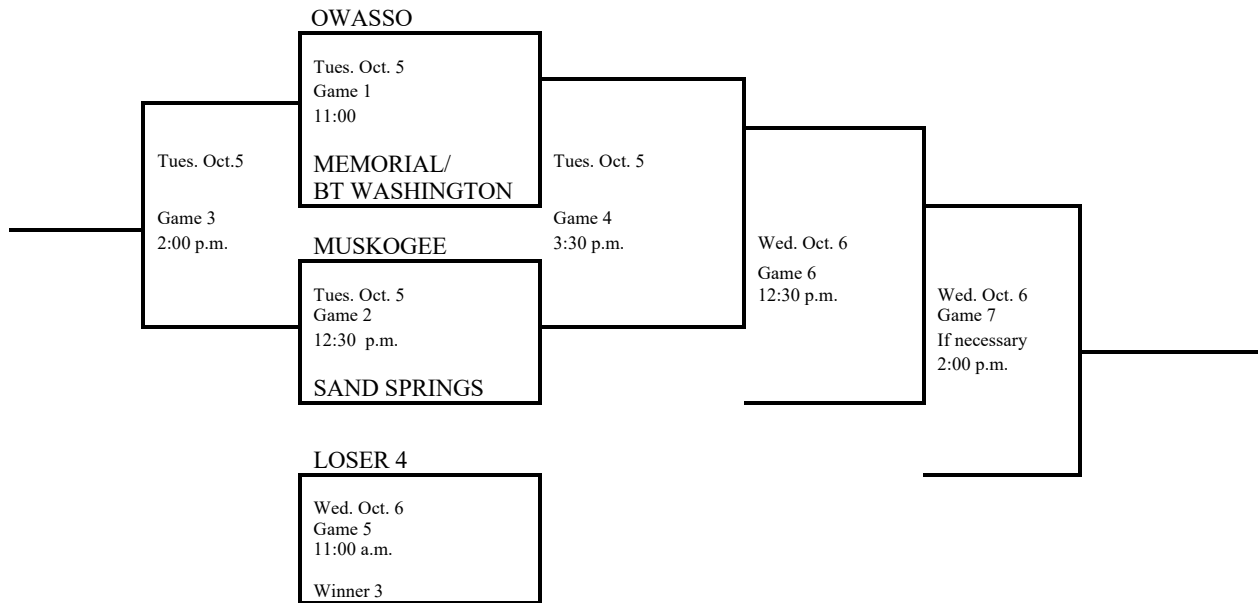 OWASSO
Tues. Oct. 5
Game 1
11:00
MEMORIAL/
BT WASHINGTON
Tues. Oct.5
Game 3
2:00 p.m.
MUSKOGEE
Tues. Oct. 5
Game 2
12:30  p.m.
SAND SPRINGS
Tues. Oct. 5
Game 4
3:30 p.m.
Wed. Oct. 6
Game 6
12:30 p.m.
Wed. Oct. 6
Game 7
If necessary
2:00 p.m.
LOSER 4
Wed. Oct. 6
Game 5
11:00 a.m.
Winner 3